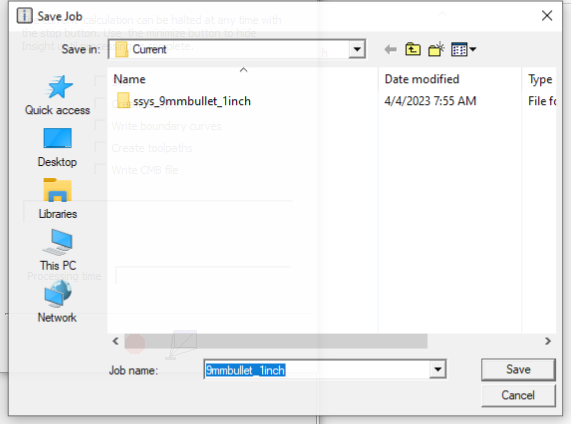 Save Job
calculation can be halted at any time with
the stop button. Use the minimize button to hide
Save in:
Current
Insight
Name
Date modified
Type
ssys_9mmbullet_1inch
4/4/2023 7:55 AM
File fo
Quick access
Write boundary curves
Create toolpaths
Desktop
Write CMB file
Libraries
This PC
Processing time
Network
Job name:
9mmbullet_1inch
Save
Cancel